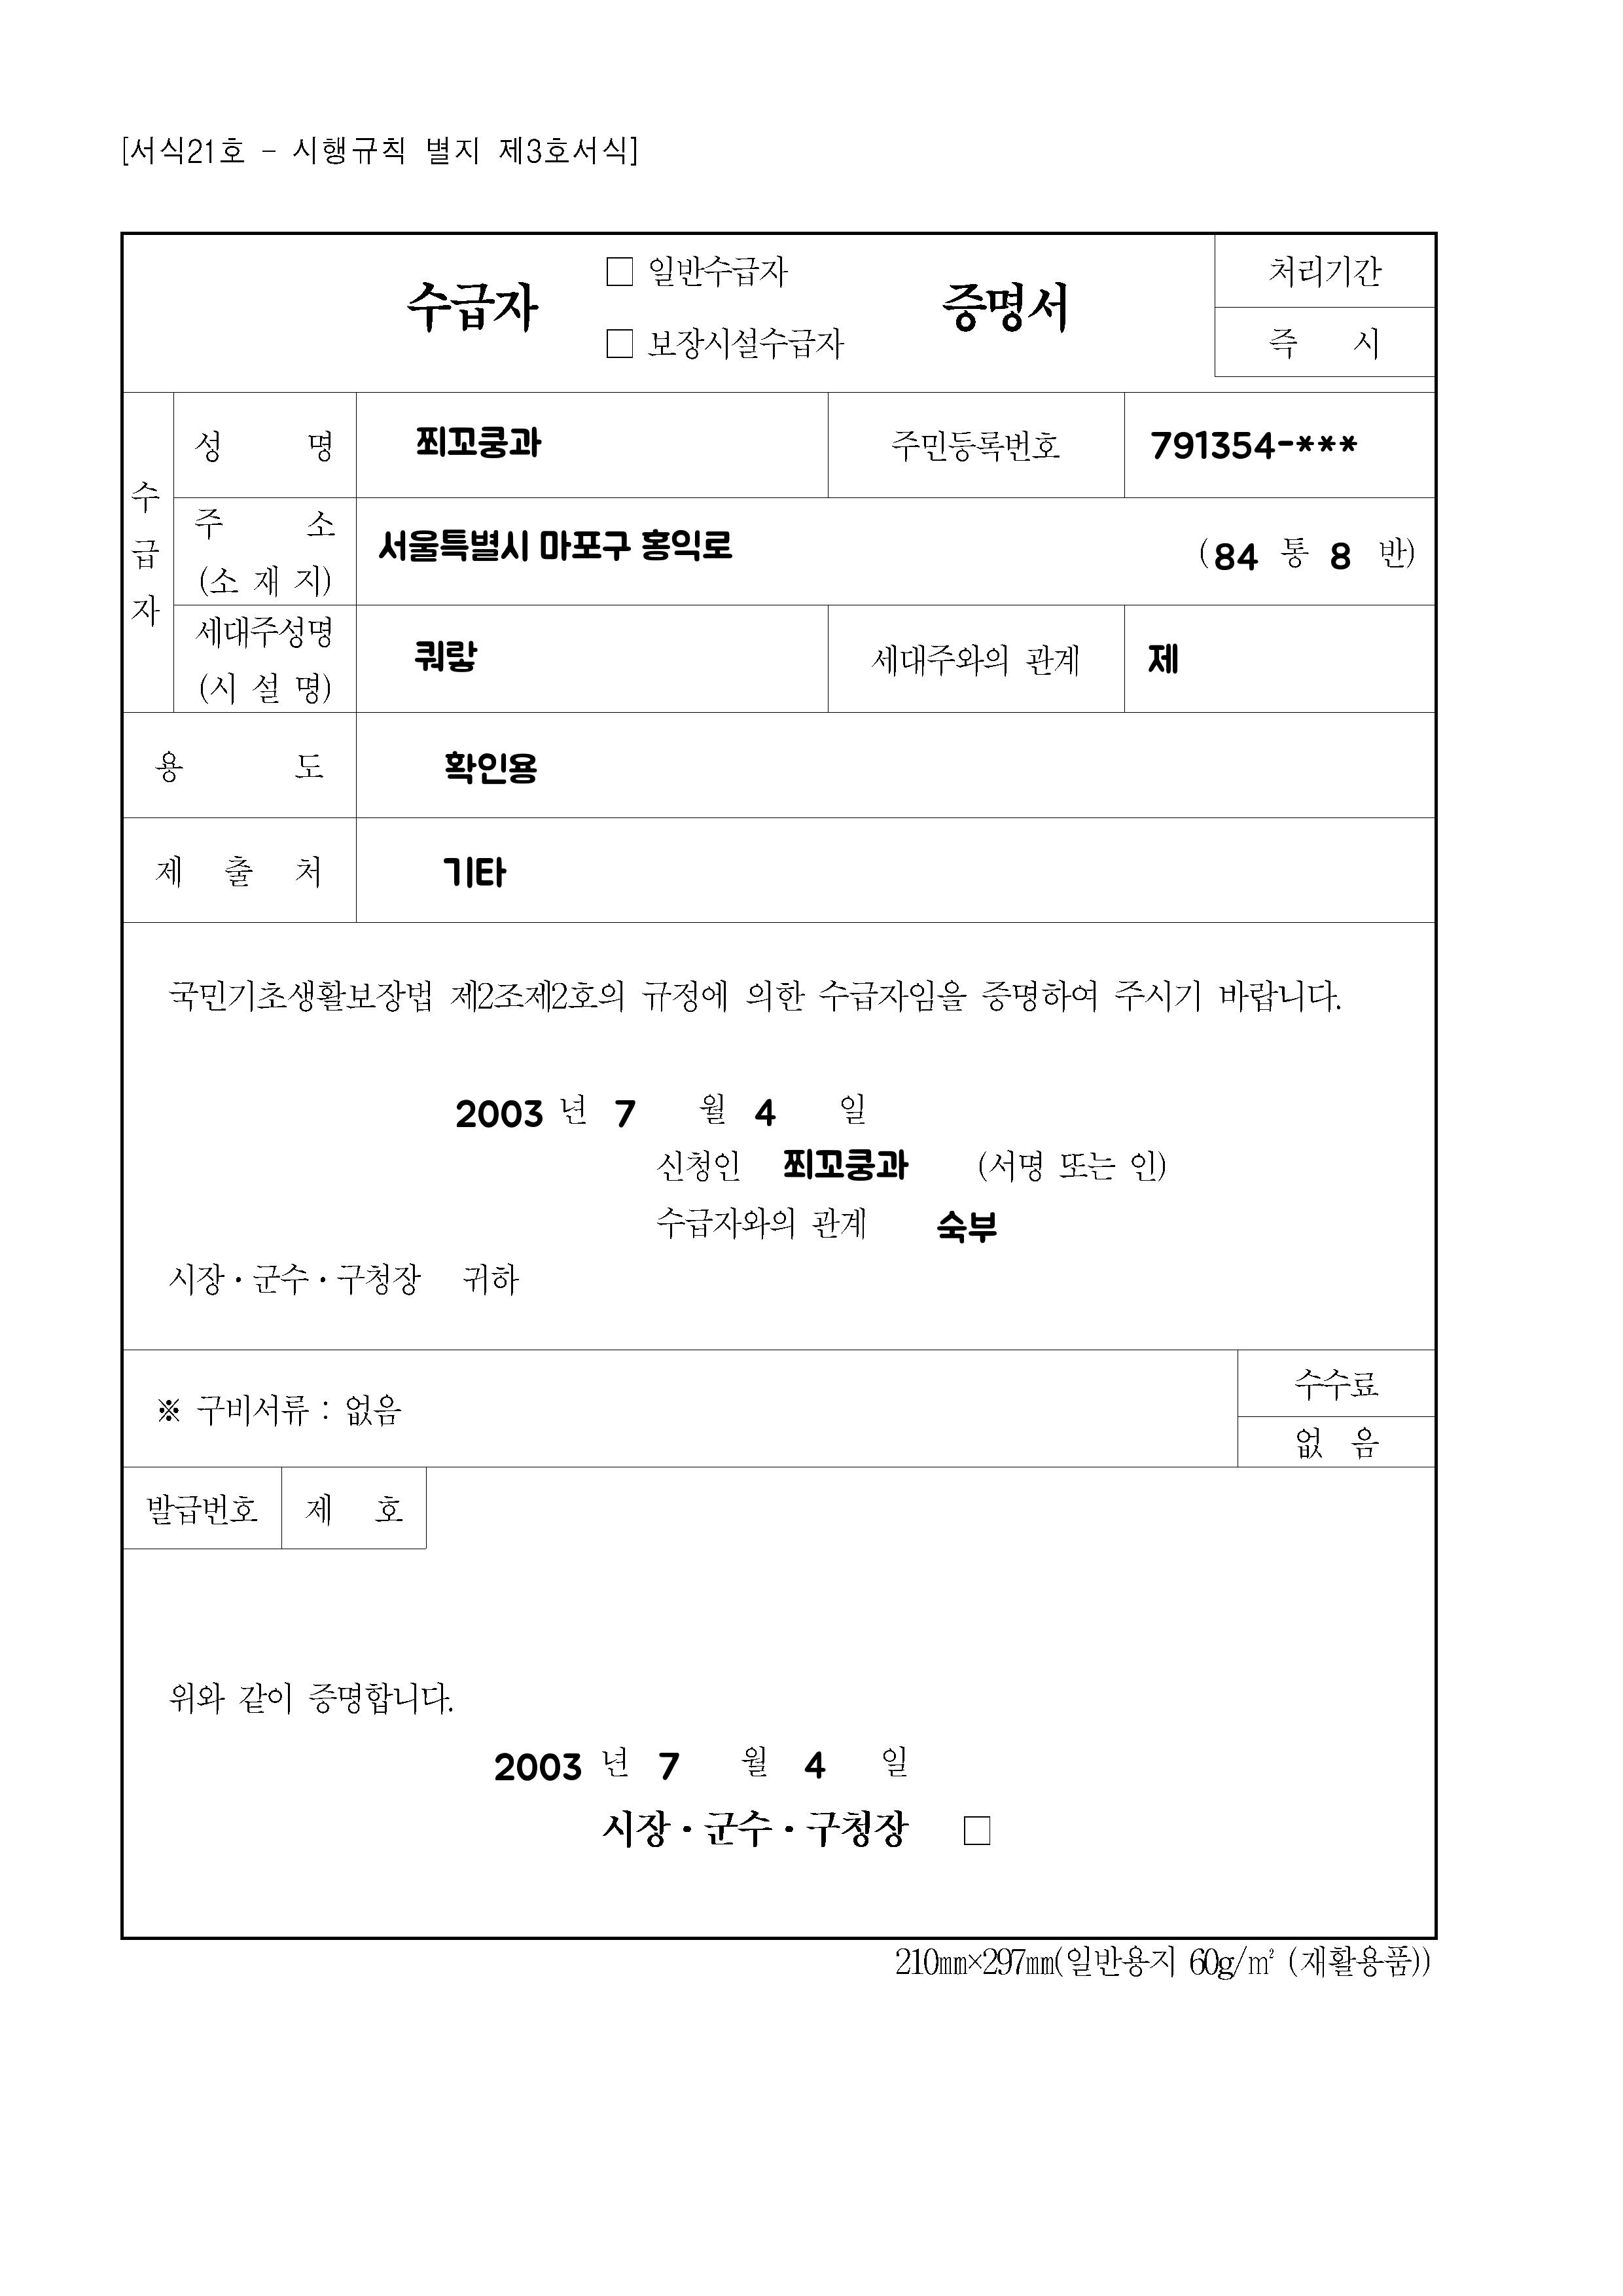 [서식21호 - 시행규칙 별지 제3호서식]
수급자 □ 일반수급자 □ 보장시설수급자 증명서
처리기간
즉 시
수급자
성 명 쬐꼬쿵과 주민등록번호 791354-***
주 소 (소 재 지) 서울특별시 마포구 홍익로 (84 통 8 반)
세대주성명 (시 설 명) 쿼랗 세대주와의 관계 제
용 도 확인용
제 출 처 기타
국민기초생활보장법 제2조제2호의 규정에 의한 수급자임을 증명하여 주시기 바랍니다.
2003 년 7 월 4 일
신청인 쬐꼬쿵과 (서명 또는 인)
수급자와의 관계 숙부
시장·군수·구청장 귀하
※ 구비서류 : 없음
수수료
없 음
발급번호 제 호
위와 같이 증명합니다.
2003 년 7 월 4 일
시장·군수·구청장 □
210㎜×297㎜(일반용지 60g/㎡ (재활용품))